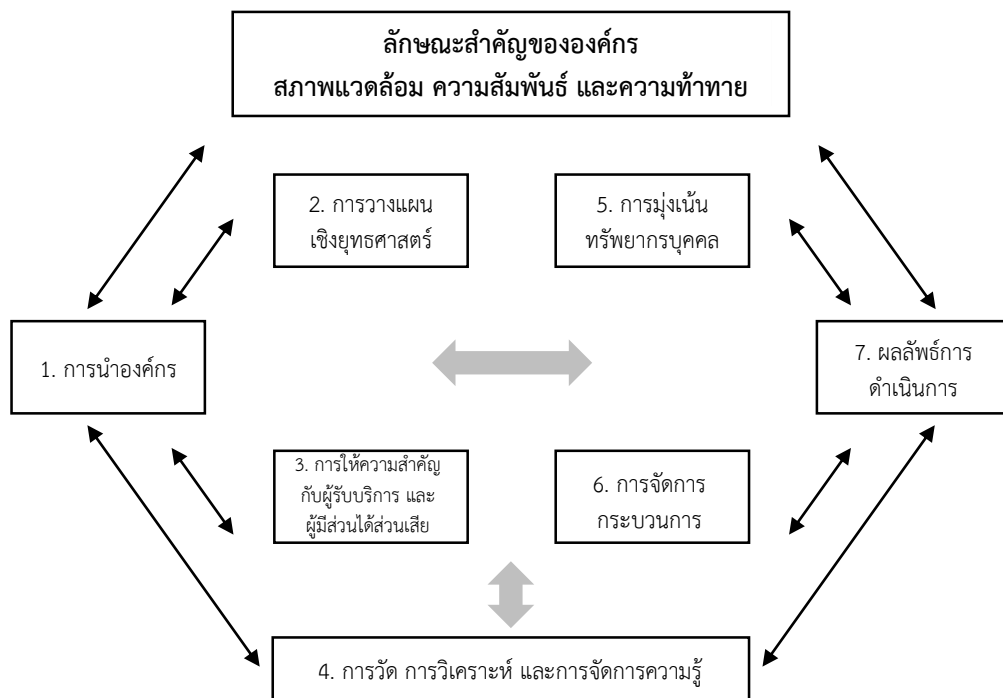 ลักษณะสำคัญขององค์กร
สภาพแวดล้อม ความสัมพันธ์ และความท้าทาย
2. การวางแผน
เชิงยุทธศาสตร์
5. การมุ่งเน้น
ทรัพยากรบุคคล
1. การนำองค์กร
7. ผลลัพธ์การ
ดำเนินการ
3. การให้ความสำคัญ
กับผู้รับบริการ และ
ผู้มีส่วนได้ส่วนเสีย
6. การจัดการ
กระบวนการ
4. การวัด การวิเคราะห์ และการจัดการความรู้